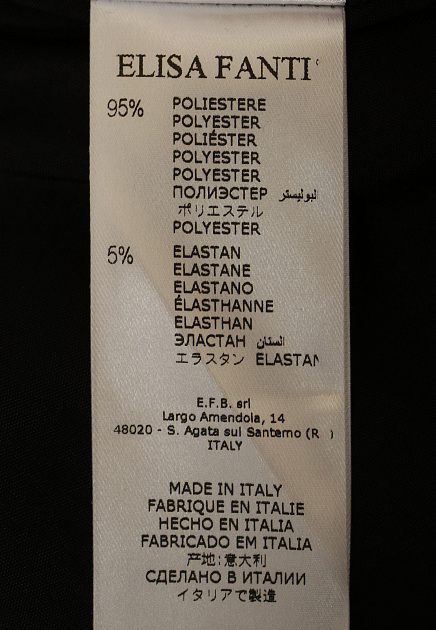 ELISA FANTI
95% POLIESTERE
POLYESTER
POLIÉSTER
POLYESTER
POLYESTER
ПОЛИЭСТЕР البوليستر
ポリエステル
POLYESTER
5% ELASTAN
ELASTANE
ELASTANO
ÉLASTHANNE
ELASTHAN
ЭЛАСТАН الستان
エラスタン ELASTAN
E.F.B. srl
Largo Amendola, 14
48020 - S. Agata sul Santerno (R )
ITALY
MADE IN ITALY
FABRIQUE EN ITALIE
HECHO EN ITALIA
FABRICADO EM ITALIA
产地:意大利
СДЕЛАНО В ИТАЛИИ
イタリアで製造